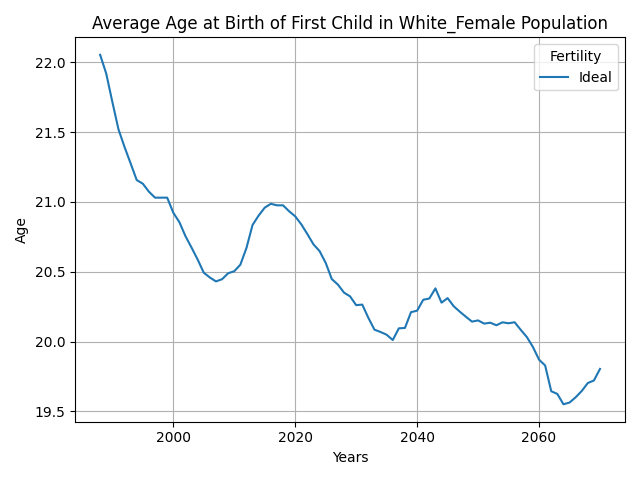 Average Age at Birth of First Child in White_Female Population
Fertility
Ideal
22.0
21.5
21.0
20.5
20.0
19.5
Age
2000
2020
2040
2060
Years